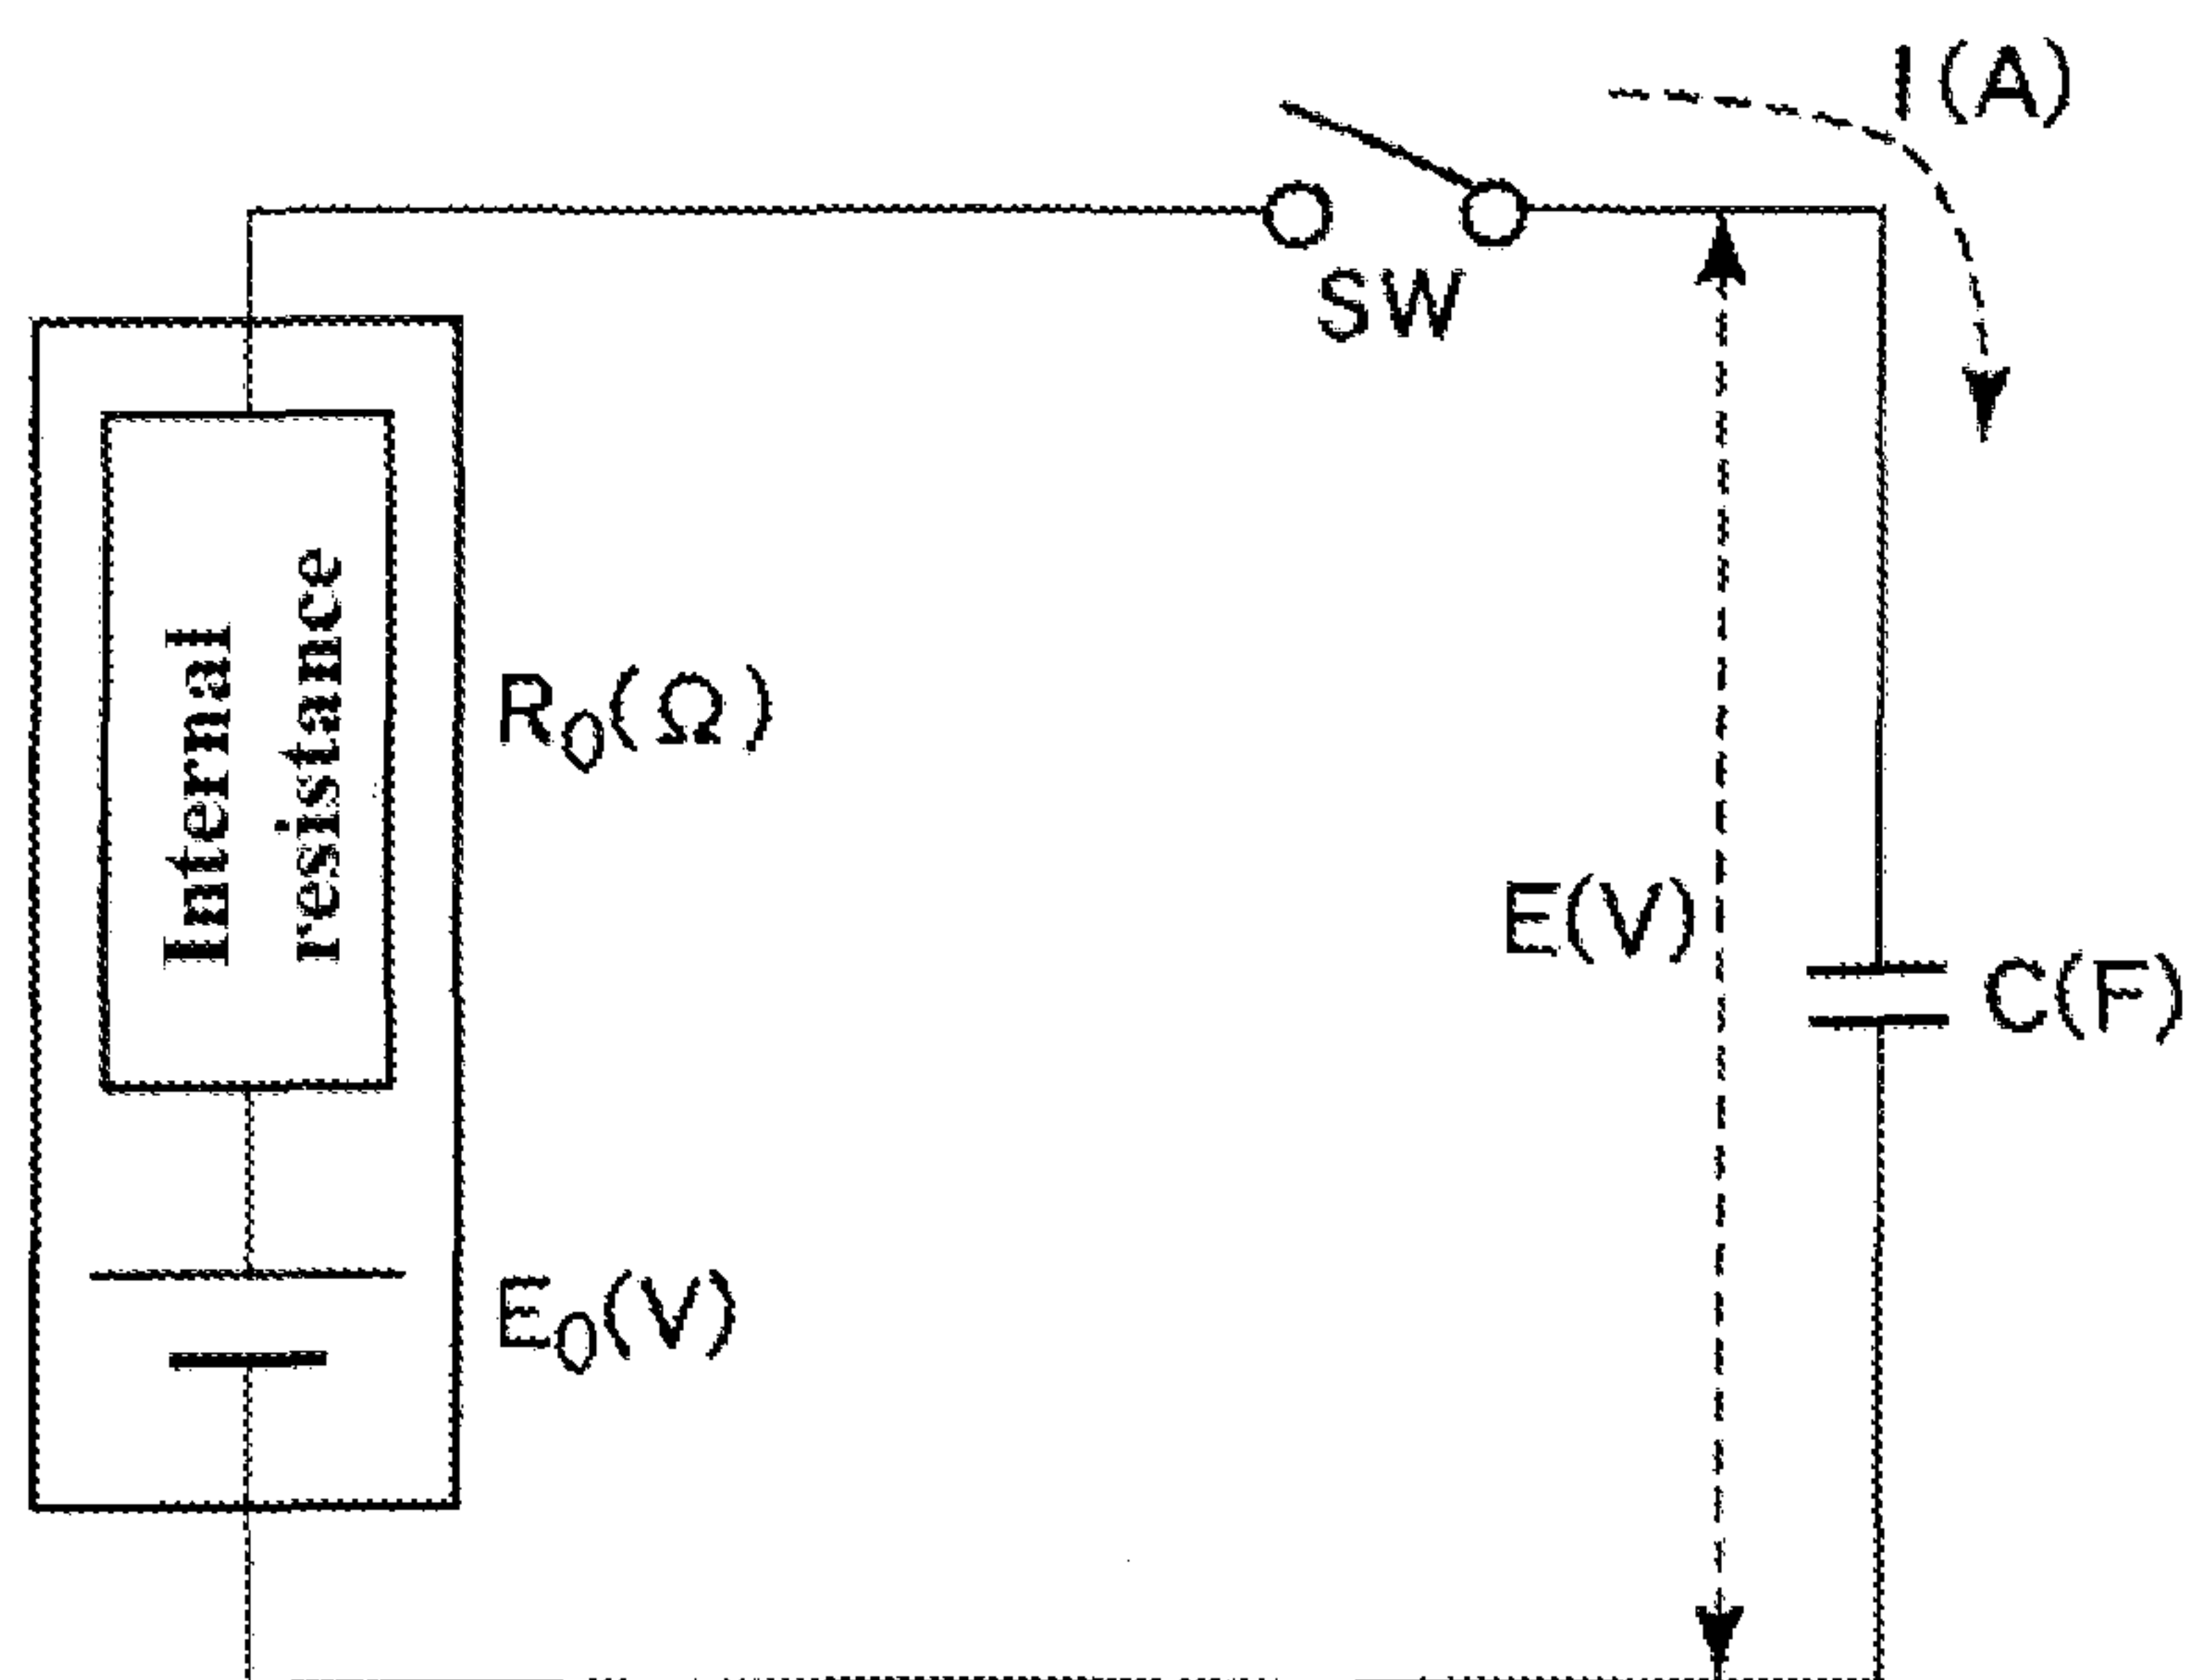 I(A)
SW
Internal
resistance
R₀(Ω)
E(V)
C(F)
E₀(V)